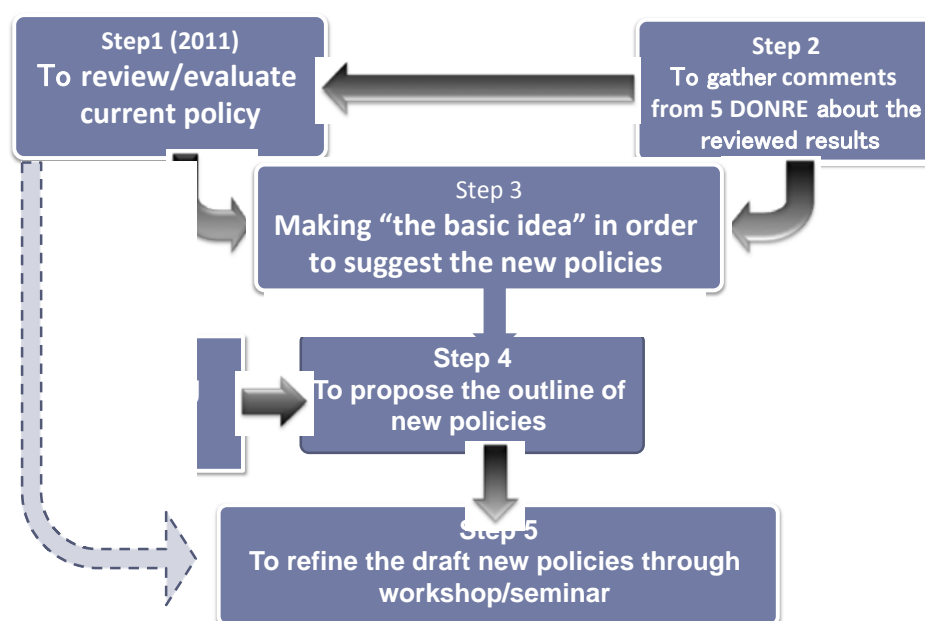 Step1 (2011)
To review/evaluate
current policy
Step 2
To gather comments
from 5 DONRE about the
reviewed results
Step 3
Making “the basic idea” in order
to suggest the new policies
Step 4
To propose the outline of
new policies
Step 5
To refine the draft new policies through
workshop/seminar